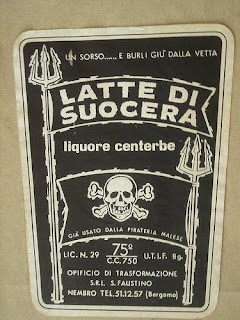 UN SORSO...... E BURLI GIÙ DALLA VETTA
LATTE DI
SUOCERA
liquore centerbe
GIÀ USATO DALLA PIRATERIA MALESE
LIC. N. 29 75° U.T.I.F. Bg.
C.C. 750
OPIFICIO DI TRASFORMAZIONE
S.R.L. S. FAUSTINO
NEMBRO TEL. 51.12.57 (Bergamo)